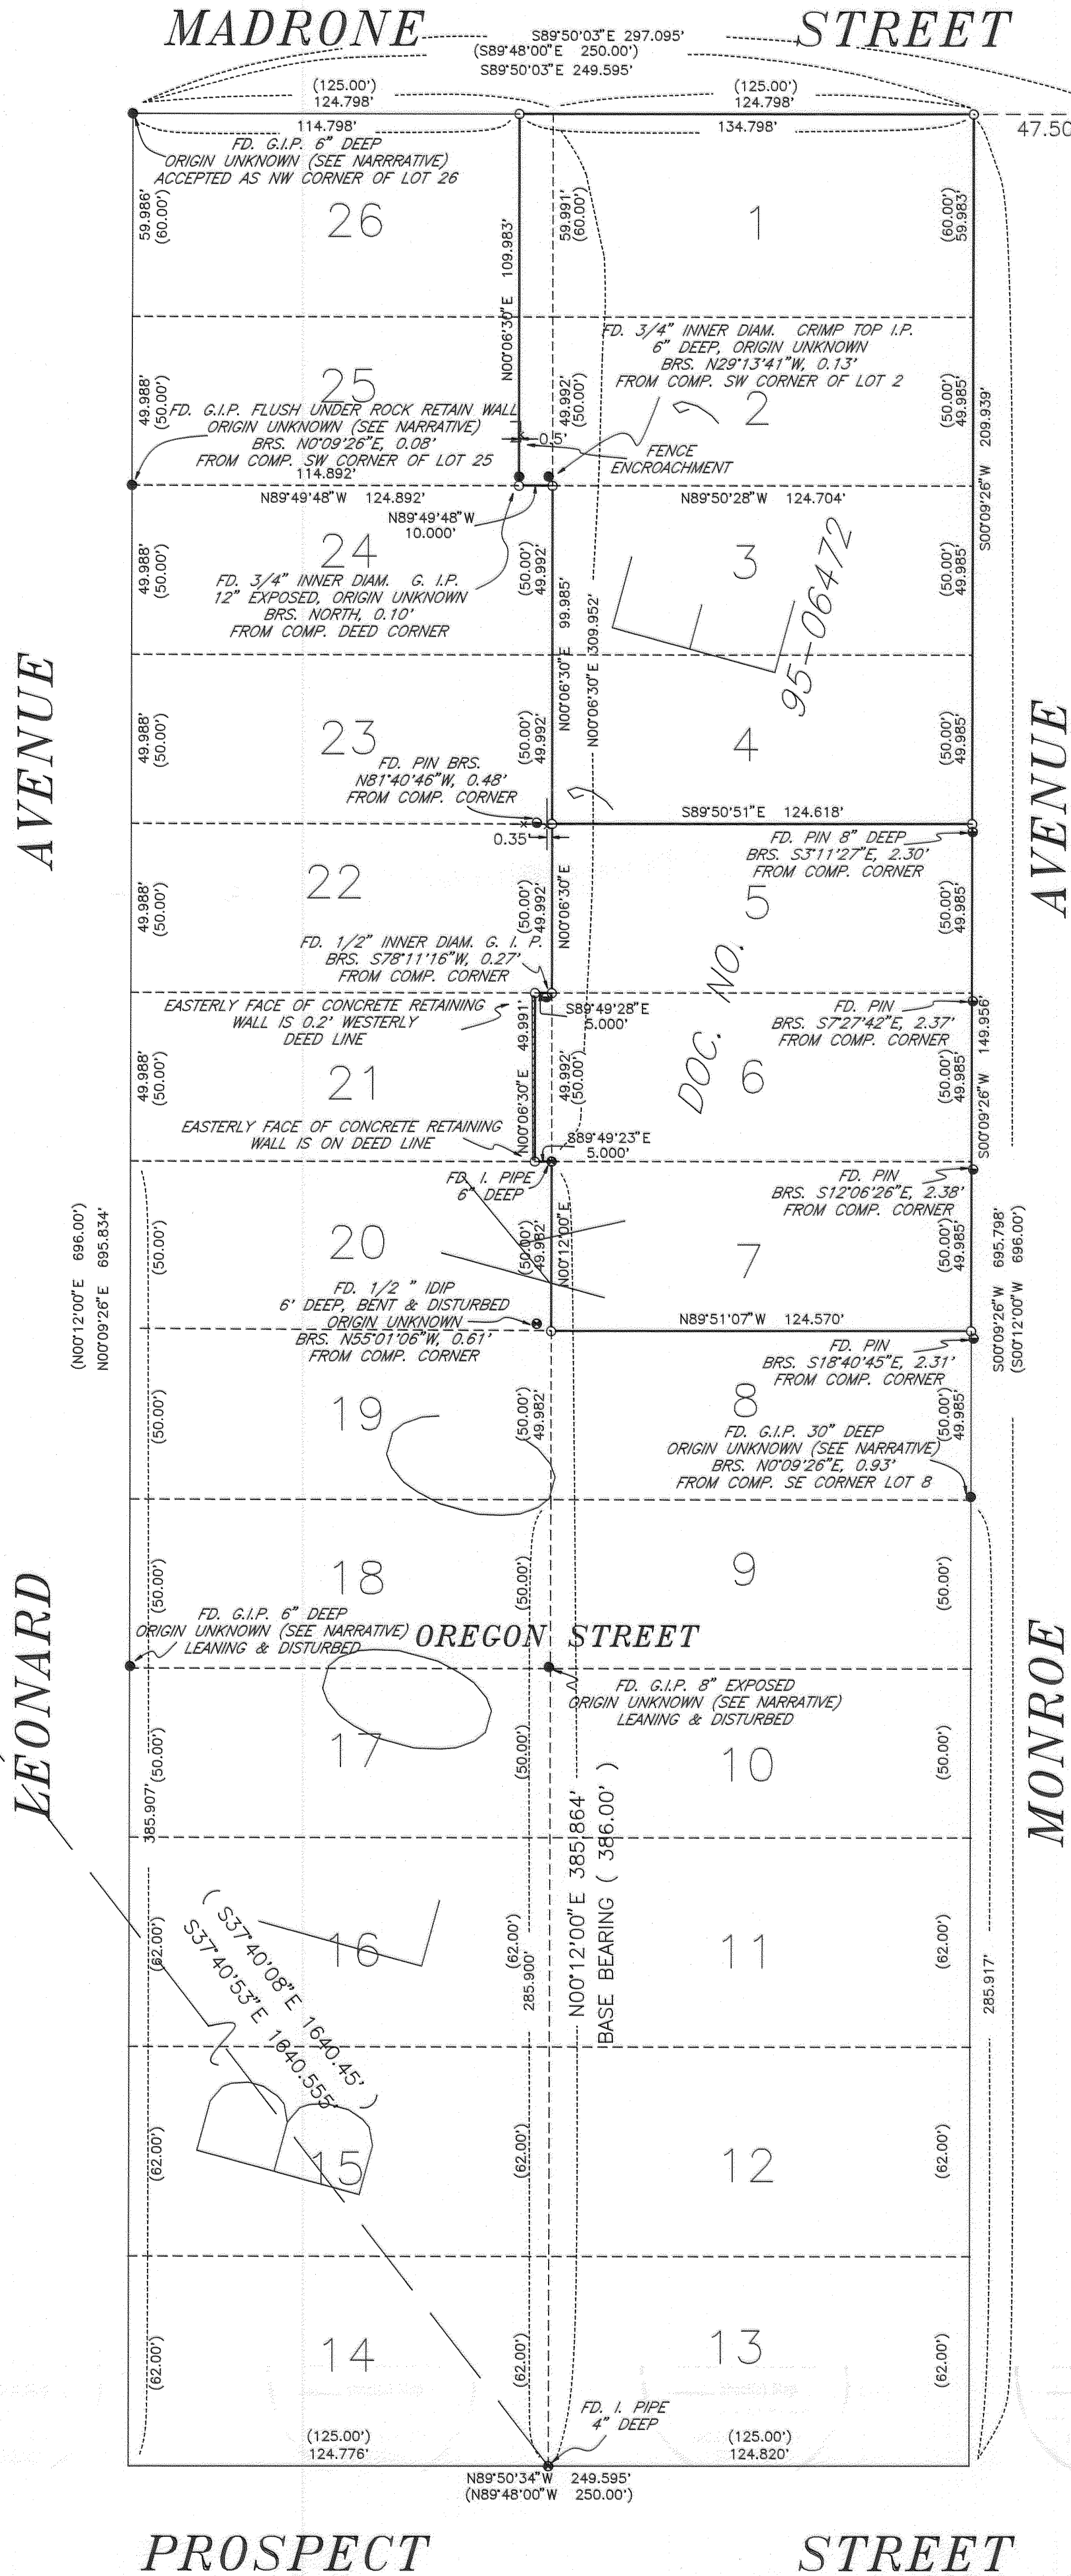 MADRONE STREET
S89°50'03"E 297.095'
(S89°48'00"E 250.00')
S89°50'03"E 249.595'
(125.00')
124.798'
(125.00')
124.798'
114.798'
134.798'
47.50
FD. G.I.P. 6" DEEP
ORIGIN UNKNOWN (SEE NARRRATIVE)
ACCEPTED AS NW CORNER OF LOT 26
59.986'
(60.00')
26
N00°06'30"E 109.983'
59.991'
(60.00')
1
(60.00')
59.983'
FD. 3/4" INNER DIAM. CRIMP TOP I.P.
6" DEEP, ORIGIN UNKNOWN
BRS. N29°13'41"W, 0.13'
FROM COMP. SW CORNER OF LOT 2
25
49.988'
(50.00')
49.992'
(50.00')
2
(50.00')
49.985'
S00°09'26"W 209.939'
FD. G.I.P. FLUSH UNDER ROCK RETAIN WALL
ORIGIN UNKNOWN (SEE NARRATIVE)
BRS. N0°09'26"E, 0.08'
FROM COMP. SW CORNER OF LOT 25
0.5'
FENCE
ENCROACHMENT
114.892'
N89°49'48"W 124.892'
N89°50'28"W 124.704'
N89°49'48"W
10.000'
24
49.988'
(50.00')
(50.00')
49.992'
3
(50.00')
49.985'
FD. 3/4" INNER DIAM. G. I.P.
12" EXPOSED, ORIGIN UNKNOWN
BRS. NORTH, 0.10'
FROM COMP. DEED CORNER
N00°06'30"E 99.985'
N00°06'30"E 309.952'
95-06472
AVENUE
AVENUE
23
49.988'
(50.00')
(50.00')
49.992'
4
(50.00')
49.985'
FD. PIN BRS.
N81°40'46"W, 0.48'
FROM COMP. CORNER
S89°50'51"E 124.618'
0.35
FD. PIN 8" DEEP
BRS. S3°11'27"E, 2.30'
FROM COMP. CORNER
22
49.988'
(50.00')
(50.00')
49.992'
N00°06'30"E
5
(50.00')
49.985'
FD. 1/2" INNER DIAM. G. I. P.
BRS. S78°11'16"W, 0.27'
FROM COMP. CORNER
DOC. NO.
EASTERLY FACE OF CONCRETE RETAINING
WALL IS 0.2' WESTERLY
DEED LINE
S89°49'28"E
5.000'
FD. PIN
BRS. S7°27'42"E, 2.37'
FROM COMP. CORNER
21
49.988'
(50.00')
N00°06'30"E 49.991'
49.992'
(50.00')
6
(50.00')
49.985'
S00°09'26"W 149.956'
EASTERLY FACE OF CONCRETE RETAINING
WALL IS ON DEED LINE
S89°49'23"E
5.000'
FD. I. PIPE
6" DEEP
FD. PIN
BRS. S12°06'26"E, 2.38'
FROM COMP. CORNER
(N00°12'00"E 696.00')
N00°09'26"E 695.834'
20
(50.00')
(50.00')
49.982'
N00°12'00"E
7
(50.00')
49.985'
S00°09'26"W 695.798'
(S00°12'00"W 696.00')
FD. 1/2 " IDIP
6' DEEP, BENT & DISTURBED
ORIGIN UNKNOWN
BRS. N55°01'06"W, 0.61'
FROM COMP. CORNER
N89°51'07"W 124.570'
FD. PIN
BRS. S18°40'45"E, 2.31'
FROM COMP. CORNER
19
(50.00')
(50.00')
49.982'
8
(50.00')
49.985'
FD. G.I.P. 30" DEEP
ORIGIN UNKNOWN (SEE NARRATIVE)
BRS. N0°09'26"E, 0.93'
FROM COMP. SE CORNER LOT 8
18
(50.00')
(50.00')
9
(50.00')
FD. G.I.P. 6" DEEP
ORIGIN UNKNOWN (SEE NARRATIVE)
LEANING & DISTURBED
OREGON STREET
FD. G.I.P. 8" EXPOSED
ORIGIN UNKNOWN (SEE NARRATIVE)
LEANING & DISTURBED
LEONARD
MONROE
17
(50.00')
(50.00')
10
(50.00')
385.907'
N00°12'00"E 385.864'
BASE BEARING ( 386.00' )
16
(62.00')
(62.00')
285.900'
11
(62.00')
285.917'
( S37°40'08"E 1640.45' )
S37°40'53"E 1640.555'
BLOCK E
15
(62.00')
(62.00')
12
(62.00')
14
(62.00')
(62.00')
13
(62.00')
FD. I. PIPE
4" DEEP
(125.00')
124.776'
(125.00')
124.820'
N89°50'34"W 249.595'
(N89°48'00"W 250.00')
PROSPECT STREET